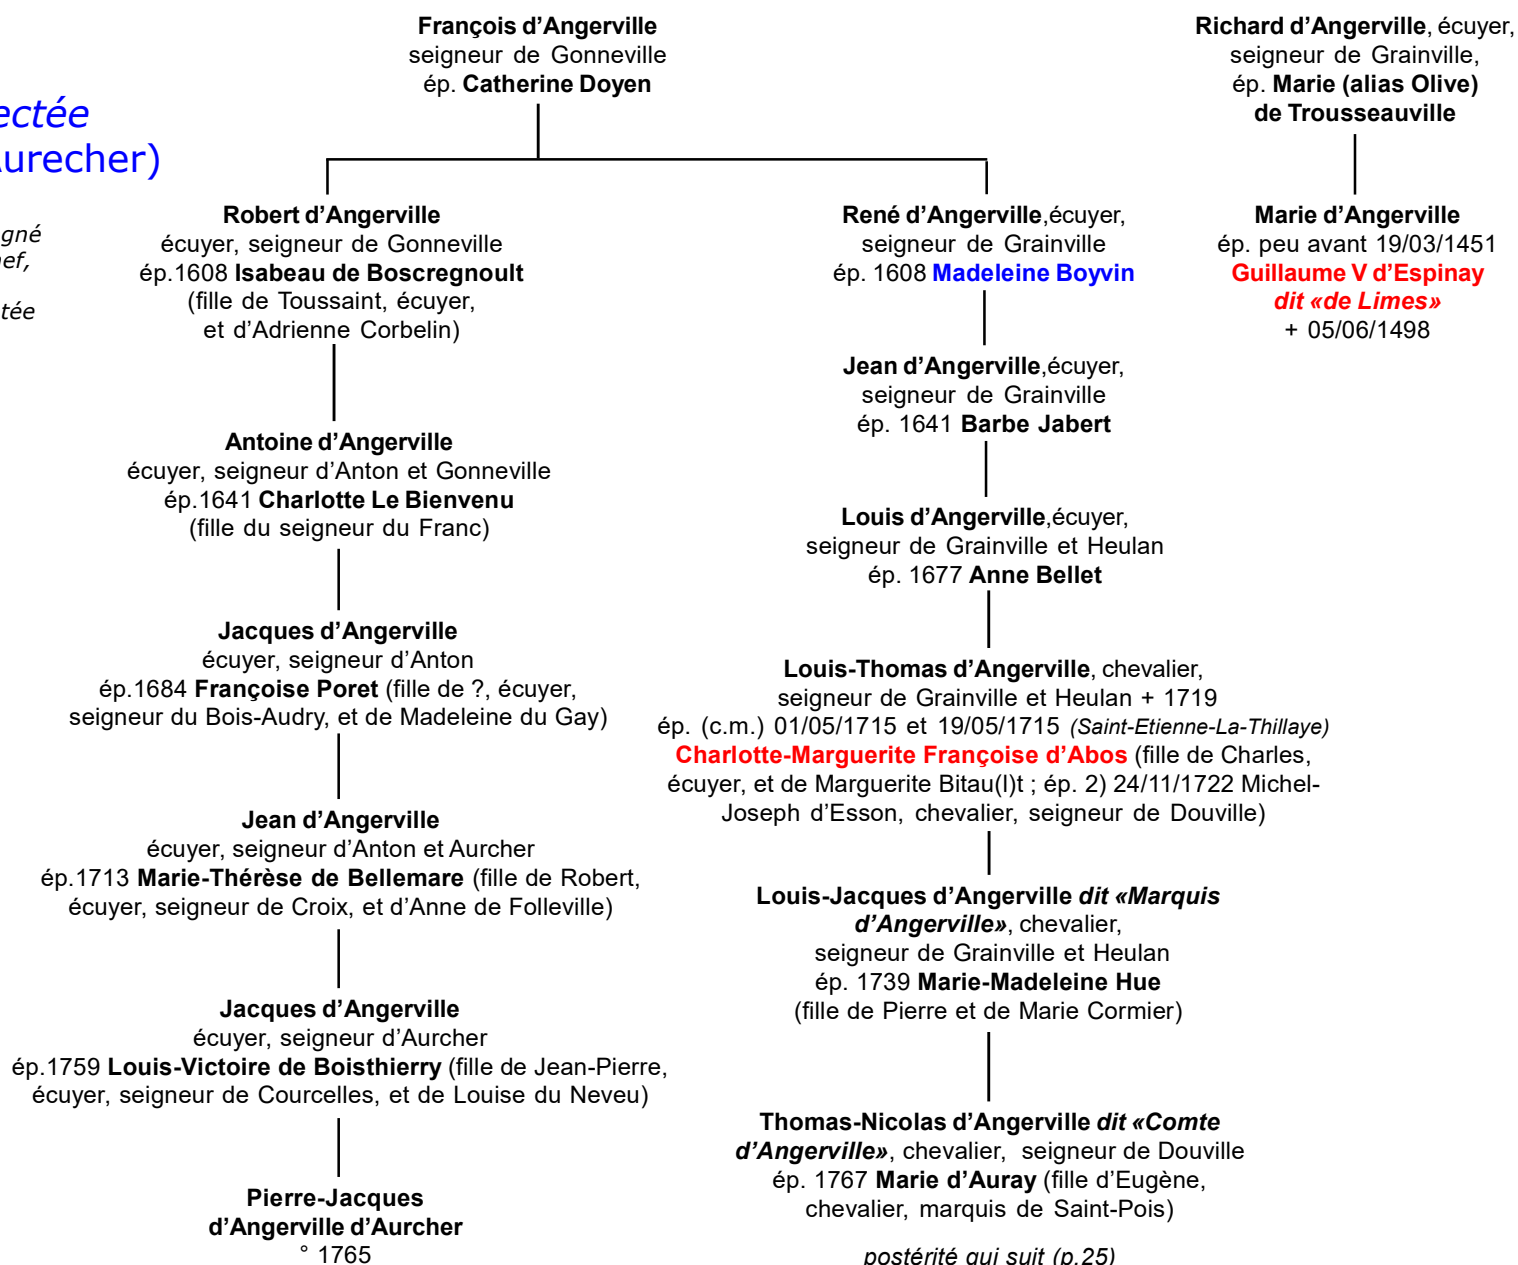 François d’Angerville
seigneur de Gonneville
ép. Catherine Doyen
Richard d’Angerville, écuyer,
seigneur de Grainville,
ép. Marie (alias Olive)
de Trousseauville
ectée
Aurecher)
gné
nef,
tée
Robert d’Angerville
écuyer, seigneur de Gonneville
ép.1608 Isabeau de Boscregnoult
(fille de Toussaint, écuyer,
et d’Adrienne Corbelin)
René d’Angerville,écuyer,
seigneur de Grainville
ép. 1608 Madeleine Boyvin
Marie d’Angerville
ép. peu avant 19/03/1451
Guillaume V d’Espinay
dit «de Limes»
+ 05/06/1498
Jean d’Angerville,écuyer,
seigneur de Grainville
ép. 1641 Barbe Jabert
Antoine d’Angerville
écuyer, seigneur d’Anton et Gonneville
ép.1641 Charlotte Le Bienvenu
(fille du seigneur du Franc)
Louis d’Angerville,écuyer,
seigneur de Grainville et Heulan
ép. 1677 Anne Bellet
Jacques d’Angerville
écuyer, seigneur d’Anton
ép.1684 Françoise Poret (fille de ?, écuyer,
seigneur du Bois-Audry, et de Madeleine du Gay)
Louis-Thomas d’Angerville, chevalier,
seigneur de Grainville et Heulan + 1719
ép. (c.m.) 01/05/1715 et 19/05/1715 (Saint-Etienne-La-Thillaye)
Charlotte-Marguerite Françoise d’Abos (fille de Charles,
écuyer, et de Marguerite Bitau(l)t ; ép. 2) 24/11/1722 Michel-
Joseph d’Esson, chevalier, seigneur de Douville)
Jean d’Angerville
écuyer, seigneur d’Anton et Aurcher
ép.1713 Marie-Thérèse de Bellemare (fille de Robert,
écuyer, seigneur de Croix, et d’Anne de Folleville)
Louis-Jacques d’Angerville dit «Marquis
d’Angerville», chevalier,
seigneur de Grainville et Heulan
ép. 1739 Marie-Madeleine Hue
(fille de Pierre et de Marie Cormier)
Jacques d’Angerville
écuyer, seigneur d’Aurcher
ép.1759 Louis-Victoire de Boisthierry (fille de Jean-Pierre,
écuyer, seigneur de Courcelles, et de Louise du Neveu)
Thomas-Nicolas d’Angerville dit «Comte
d’Angerville», chevalier, seigneur de Douville
ép. 1767 Marie d’Auray (fille d’Eugène,
chevalier, marquis de Saint-Pois)
Pierre-Jacques
d’Angerville d’Aurcher
° 1765
postérité qui suit (p.25)